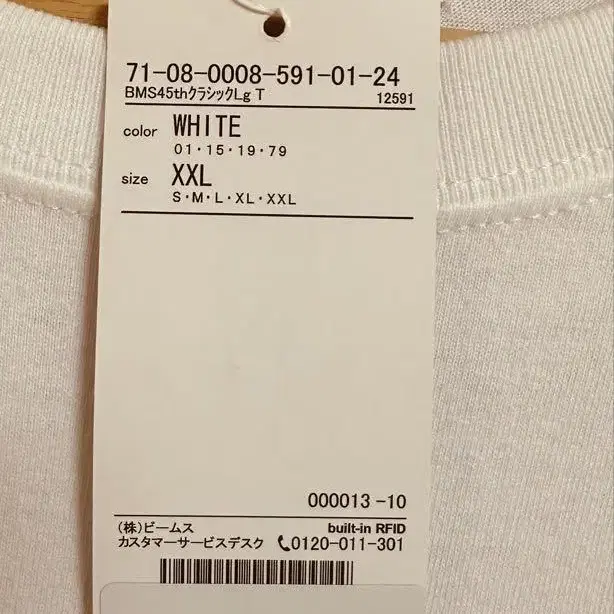 71-08-0008-591-01-24
BMS45thｸﾗｼｯｸLg T 12591
color WHITE
01・15・19・79
size XXL
S・M・L・XL・XXL
000013 -10
(株)ビームス built-in RFID
カスタマーサービスデスク 0120-011-301